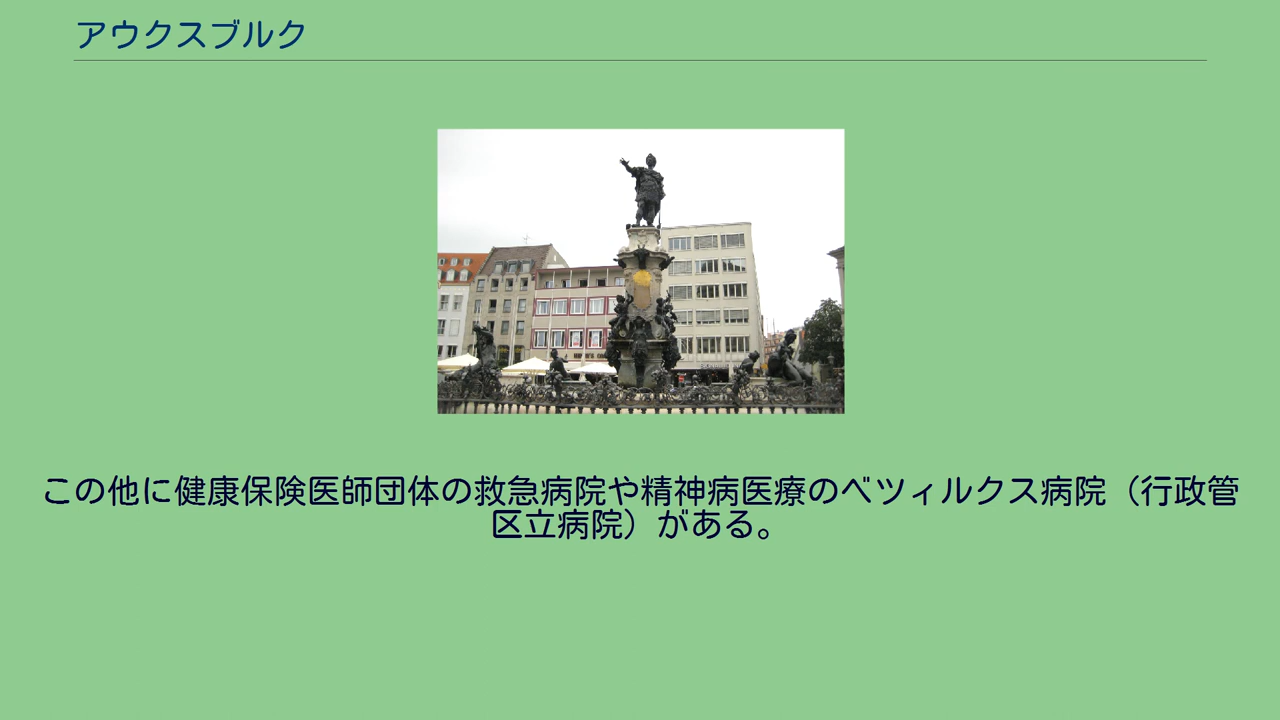 アウクスブルク
この他に健康保険医師団体の救急病院や精神病医療のベツィルクス病院（行政管
区立病院）がある。